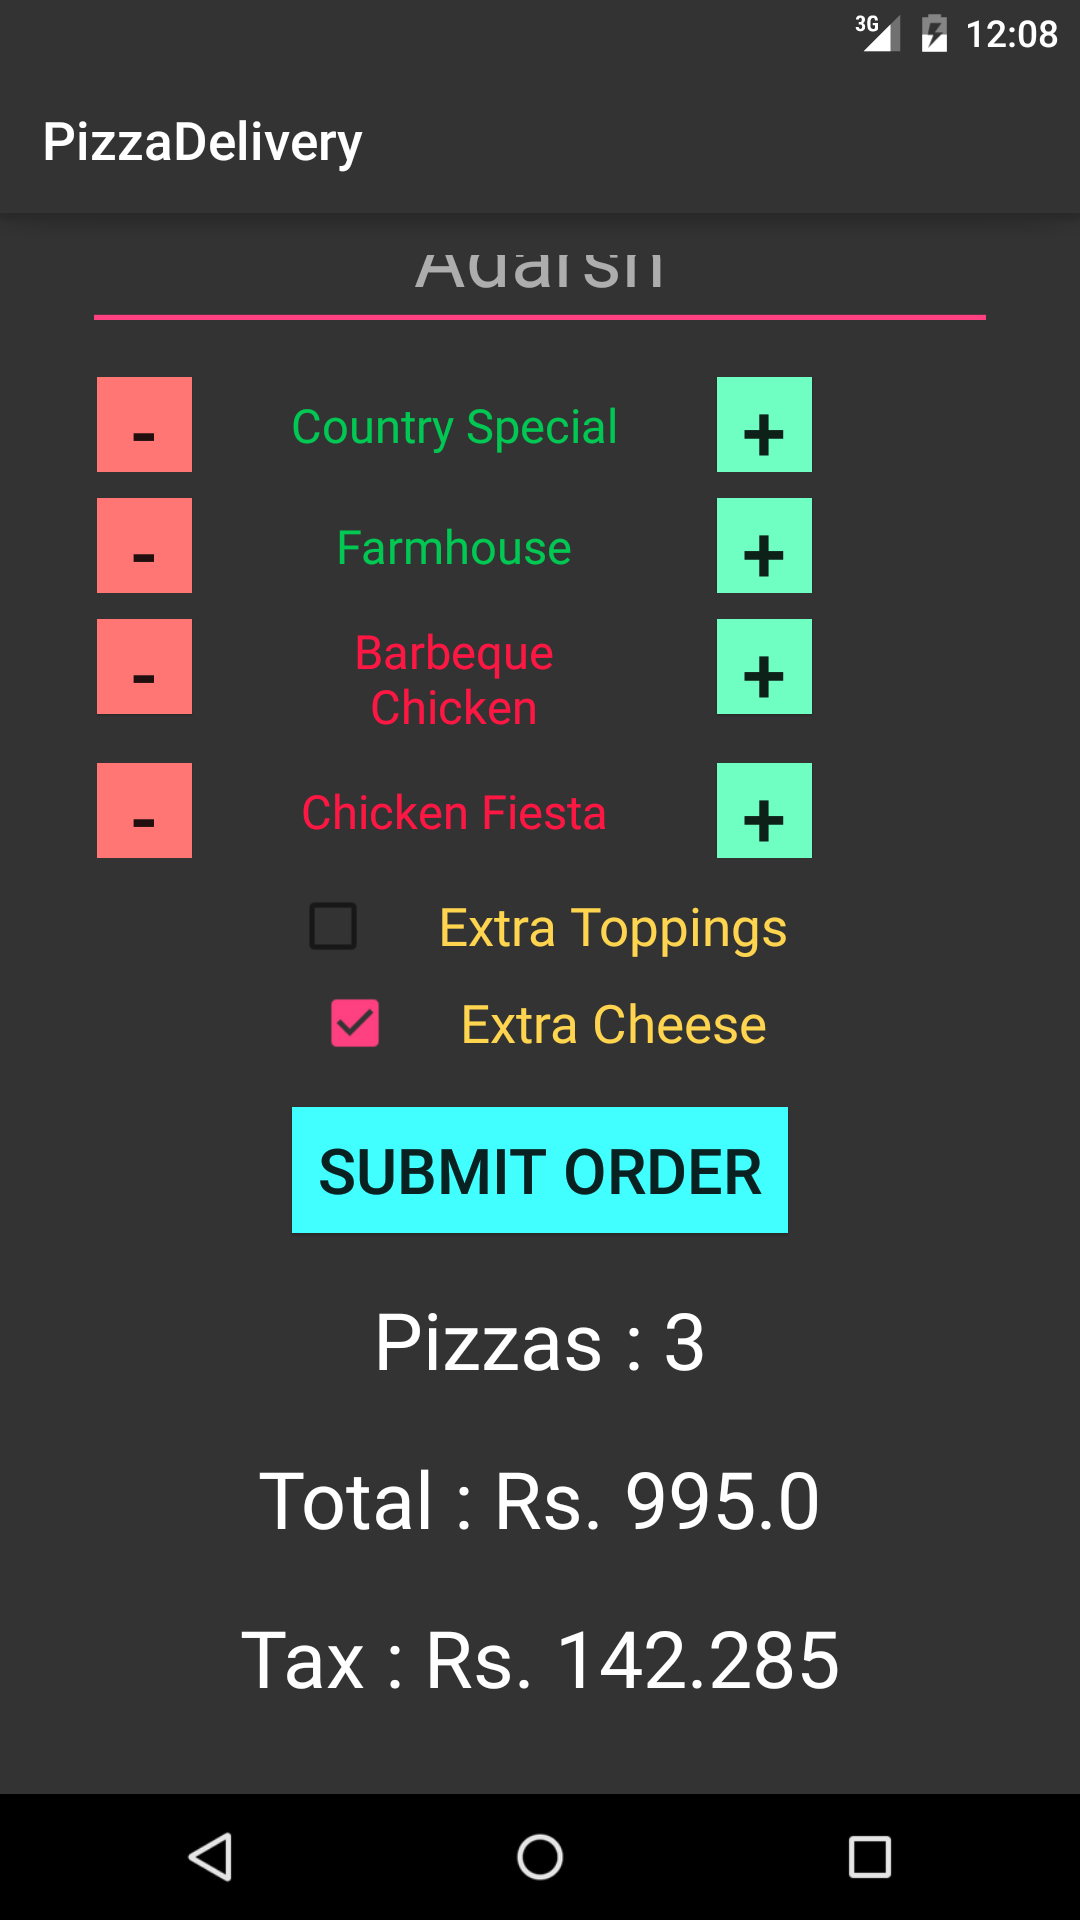 3G 12:08
PizzaDelivery
Adarsh
- Country Special +
- Farmhouse +
- Barbeque
Chicken +
- Chicken Fiesta +
Extra Toppings
Extra Cheese
SUBMIT ORDER
Pizzas : 3
Total : Rs. 995.0
Tax : Rs. 142.285